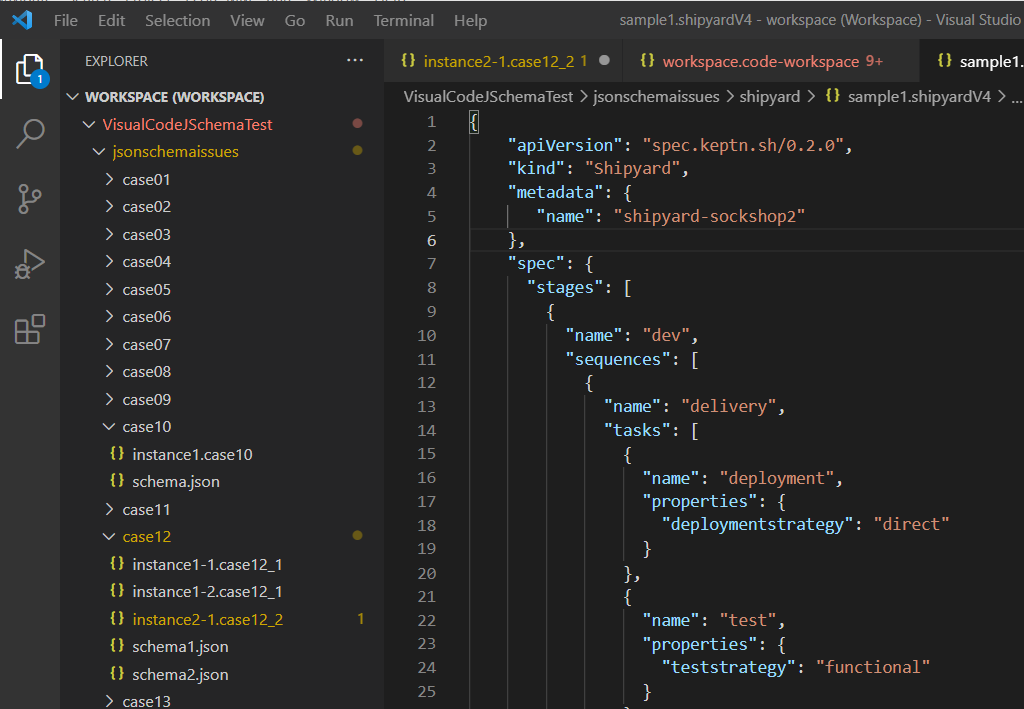 File Edit Selection View Go Run Terminal Help sample1.shipyardV4 - workspace (Workspace) - Visual Studio
EXPLORER ...
1
WORKSPACE (WORKSPACE)
VisualCodeJSchemaTest
jsonschemaissues
case01
case02
case03
case04
case05
case06
case07
case08
case09
case10
{} instance1.case10
{} schema.json
case11
case12
{} instance1-1.case12_1
{} instance1-2.case12_1
{} instance2-1.case12_2 1
{} schema1.json
{} schema2.json
case13
{} instance2-1.case12_2 1 {} workspace.code-workspace 9+ {} sample1.
VisualCodeJSchemaTest > jsonschemaissues > shipyard > {} sample1.shipyardV4 > ...
1 {
2 "apiVersion": "spec.keptn.sh/0.2.0",
3 "kind": "Shipyard",
4 "metadata": {
5 "name": "shipyard-sockshop2"
6 },
7 "spec": {
8 "stages": [
9 {
10 "name": "dev",
11 "sequences": [
12 {
13 "name": "delivery",
14 "tasks": [
15 {
16 "name": "deployment",
17 "properties": {
18 "deploymentstrategy": "direct"
19 }
20 },
21 {
22 "name": "test",
23 "properties": {
24 "teststrategy": "functional"
25 }